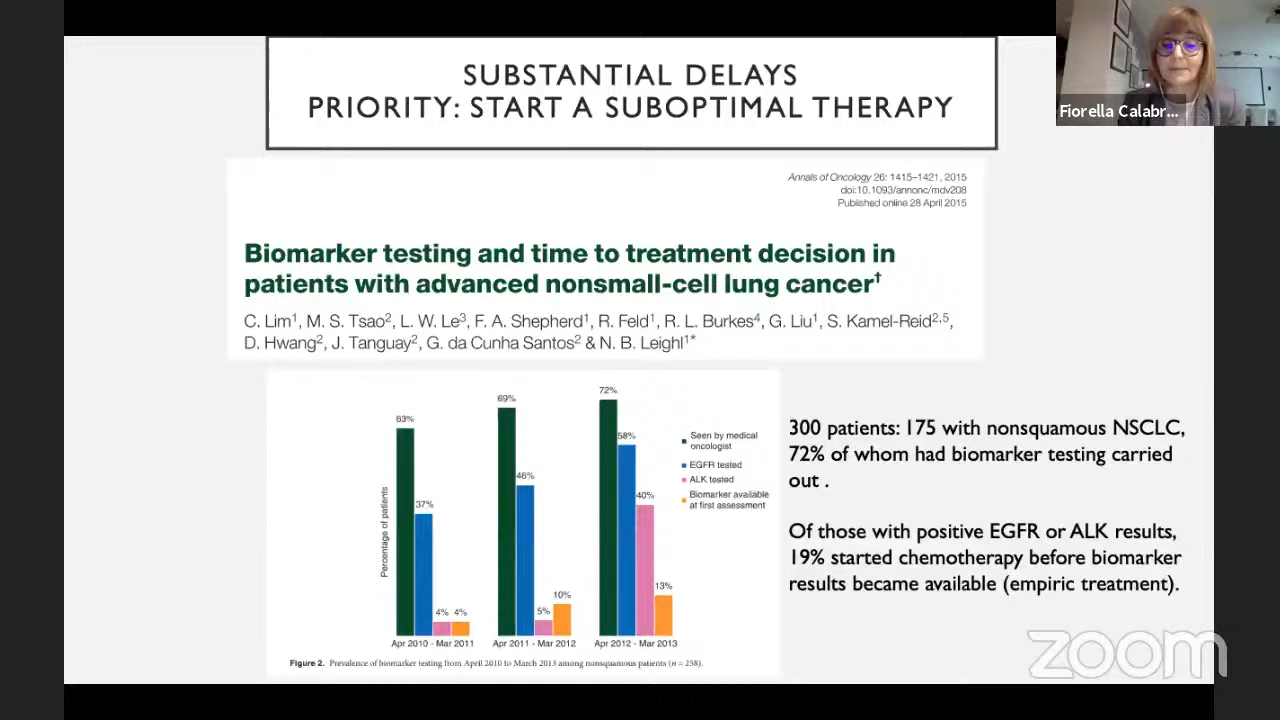 SUBSTANTIAL DELAYS
PRIORITY: START A SUBOPTIMAL THERAPY
Fiorella Calabr...
Annals of Oncology 26: 1415–1421, 2015
doi:10.1093/annonc/mdv208
Published online 28 April 2015
Biomarker testing and time to treatment decision in
patients with advanced nonsmall-cell lung cancer†
C. Lim1, M. S. Tsao2, L. W. Le3, F. A. Shepherd1, R. Feld1, R. L. Burkes4, G. Liu1, S. Kamel-Reid2,5,
D. Hwang2, J. Tanguay2, G. da Cunha Santos2 & N. B. Leighl1*
Percentage of patients
63%
37%
4%
4%
Apr 2010 - Mar 2011
69%
46%
5%
10%
Apr 2011 - Mar 2012
72%
58%
40%
13%
Apr 2012 - Mar 2013
Seen by medical
oncologist
EGFR tested
ALK tested
Biomarker available
at first assessment
Figure 2. Prevalence of biomarker testing from April 2010 to March 2013 among nonsquamous patients (n = 258).
300 patients: 175 with nonsquamous NSCLC,
72% of whom had biomarker testing carried
out .
Of those with positive EGFR or ALK results,
19% started chemotherapy before biomarker
results became available (empiric treatment).
zoom